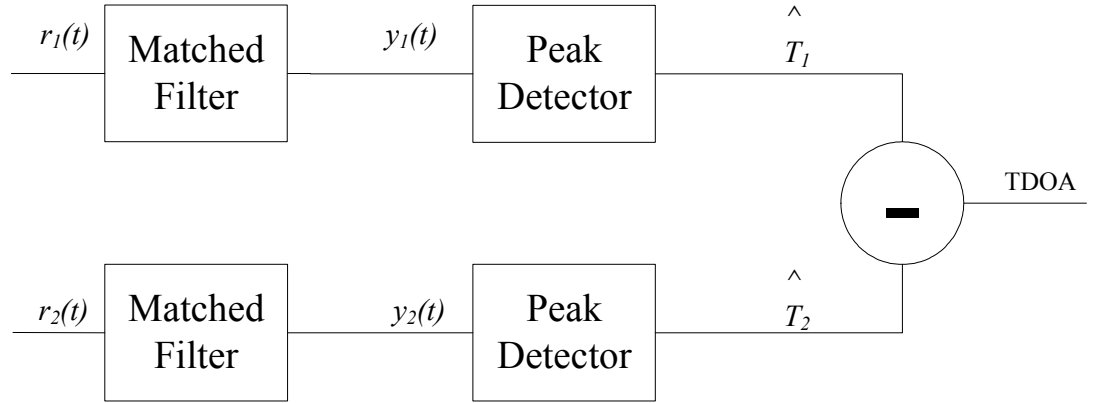 r₁(t)
Matched
Filter
y₁(t)
Peak
Detector
^
T₁
-
TDOA
r₂(t)
Matched
Filter
y₂(t)
Peak
Detector
^
T₂